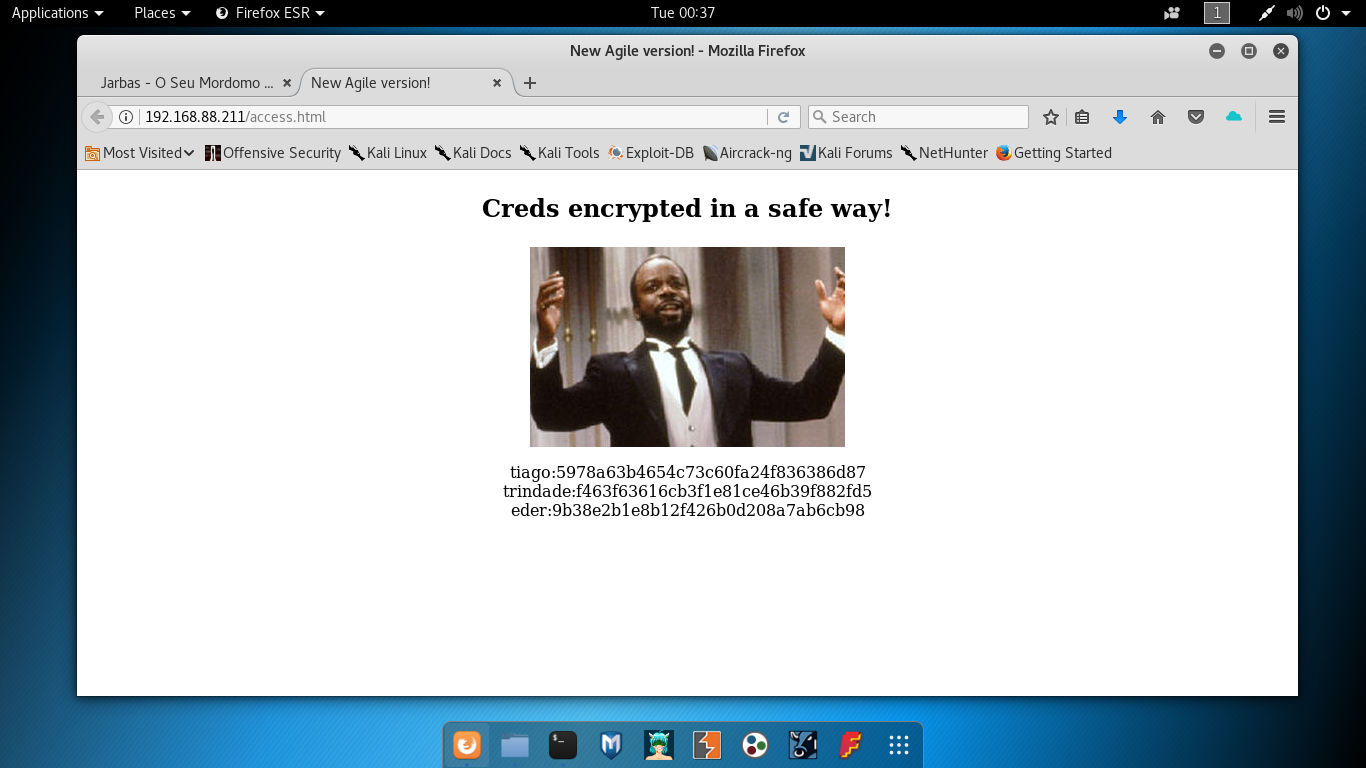 Applications Places Firefox ESR Tue 00:37 1
New Agile version! - Mozilla Firefox
Jarbas - O Seu Mordomo ... New Agile version!
192.168.88.211/access.html Search
Most Visited Offensive Security Kali Linux Kali Docs Kali Tools Exploit-DB Aircrack-ng Kali Forums NetHunter Getting Started
Creds encrypted in a safe way!
tiago:5978a63b4654c73c60fa24f836386d87
trindade:f463f63616cb3f1e81ce46b39f882fd5
eder:9b38e2b1e8b12f426b0d208a7ab6cb98